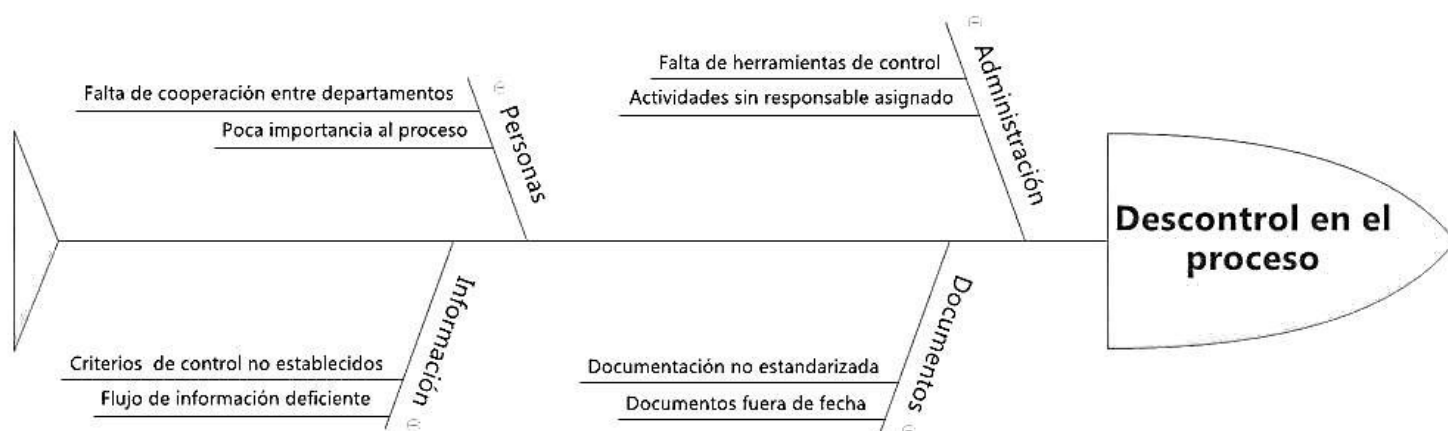 Falta de herramientas de control
Actividades sin responsable asignado
Administración
Falta de cooperación entre departamentos
Poca importancia al proceso
Personas
Descontrol en el
proceso
Criterios de control no establecidos
Flujo de información deficiente
Información
Documentación no estandarizada
Documentos fuera de fecha
Documentos